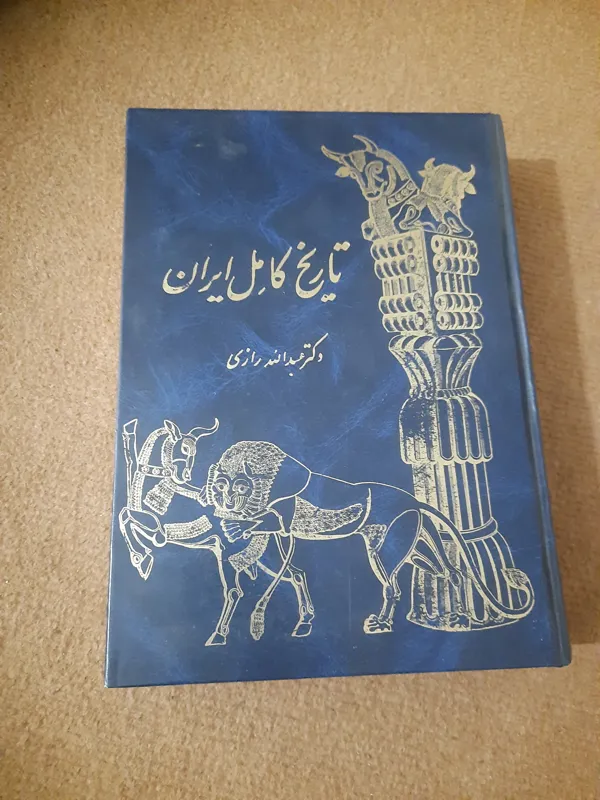 تاریخ کامل ایران
دکتر عبدالله رازی